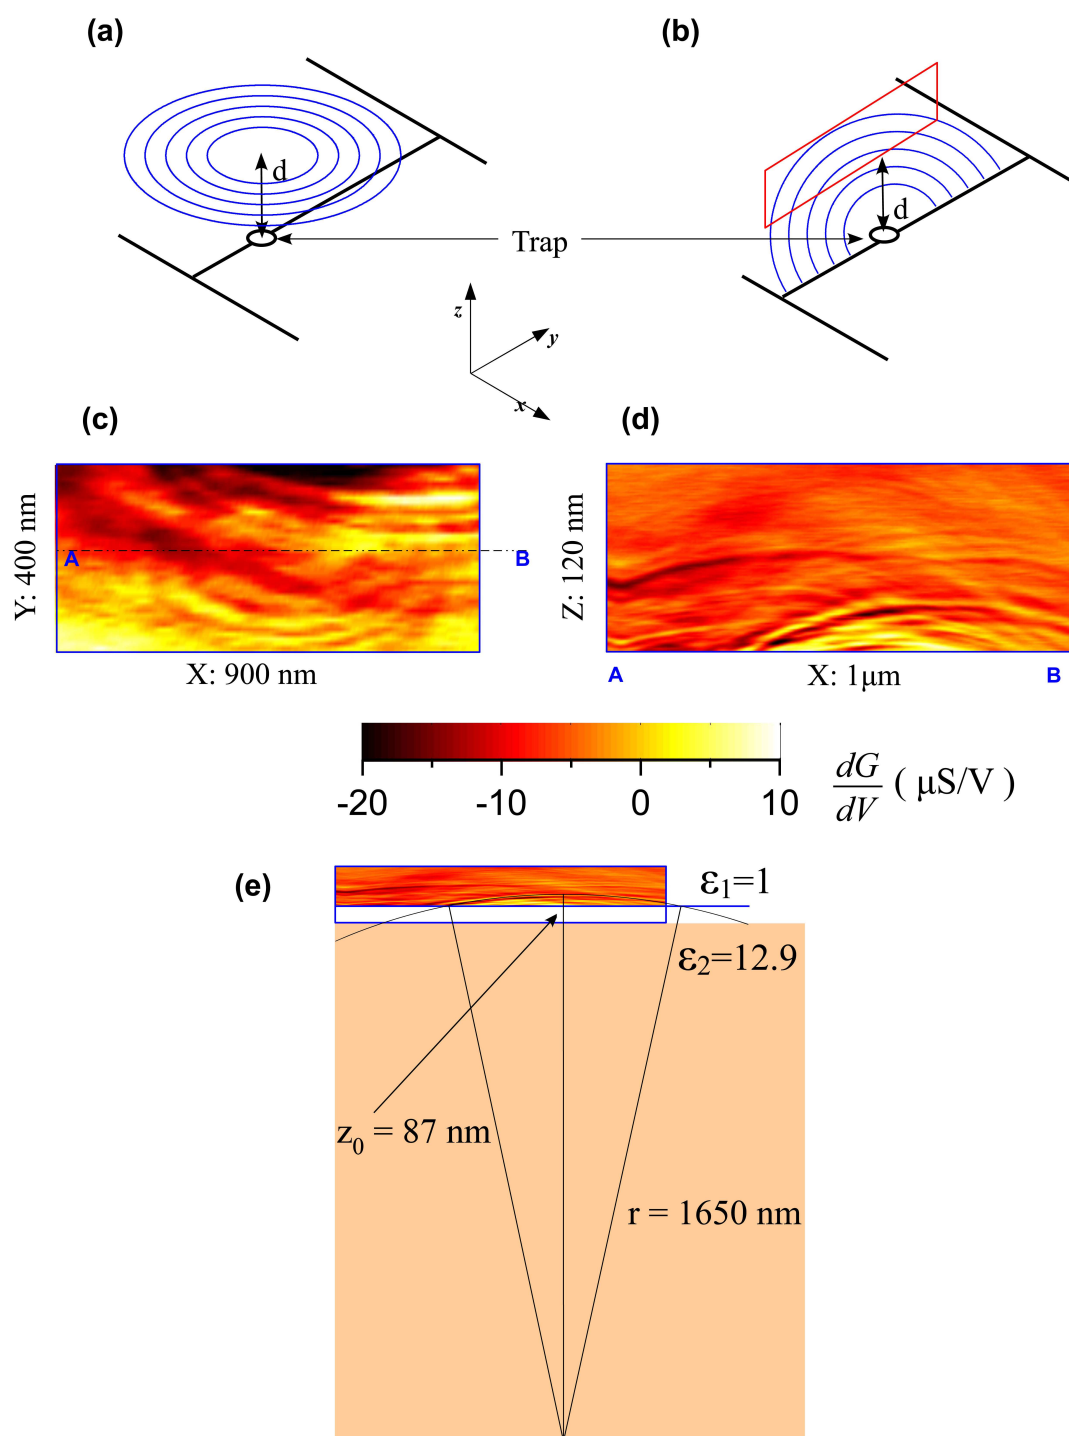 (a)
(b)
d
d
Trap
z
y
x
(c)
(d)
Y: 400 nm
A
B
X: 900 nm
Z: 120 nm
A
X: 1μm
B
-20 -10 0 10
dG/dV ( μS/V )
(e)
ε₁=1
ε₂=12.9
z₀ = 87 nm
r = 1650 nm